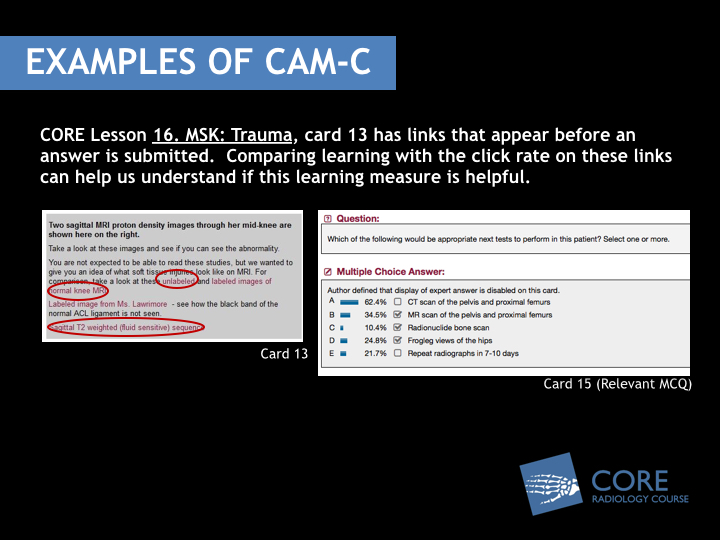 EXAMPLES OF CAM-C
CORE Lesson 16. MSK: Trauma, card 13 has links that appear before an
answer is submitted.  Comparing learning with the click rate on these links
can help us understand if this learning measure is helpful.
Two sagittal MRI proton density images through her mid-knee are
shown here on the right.
Take a look at these images and see if you can see the abnormality.
You are not expected to be able to read these studies, but we wanted to
give you an idea of what soft tissue injuries look like on MRI. For
comparison, take a look at these unlabeled and labeled images of
normal knee MRI.
Labeled image from Ms. Lawrimore - see how the black band of the
normal ACL ligament is not seen.
Sagittal T2 weighted (fluid sensitive) sequence
Card 13
Question:
Which of the following would be appropriate next tests to perform in this patient? Select one or more.
Multiple Choice Answer:
Author defined that display of expert answer is disabled on this card.
A 62.4% CT scan of the pelvis and proximal femurs
B 34.5% MR scan of the pelvis and proximal femurs
C 10.4% Radionuclide bone scan
D 24.8% Frogleg views of the hips
E 21.7% Repeat radiographs in 7-10 days
Card 15 (Relevant MCQ)
CORE
RADIOLOGY COURSE